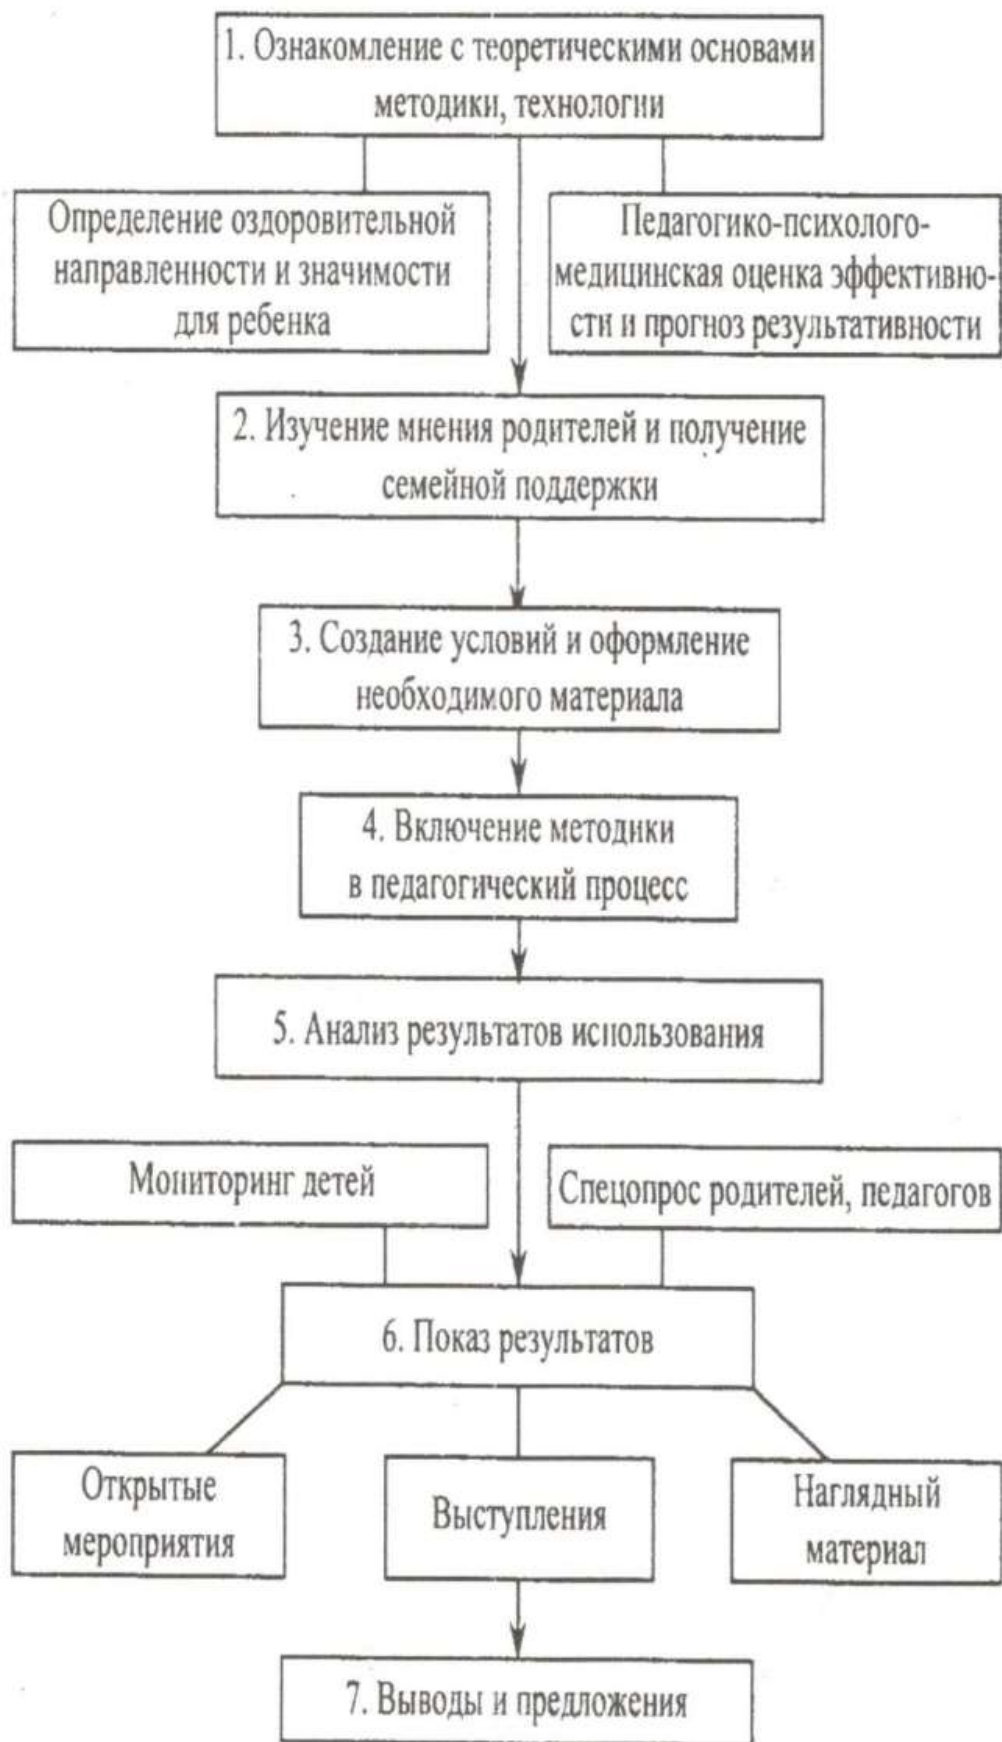 1. Ознакомление с теоретическими основами
методики, технологии
Определение оздоровительной
направленности и значимости
для ребенка
Педагогико-психолого-
медицинская оценка эффективно-
сти и прогноз результативности
2. Изучение мнения родителей и получение
семейной поддержки
3. Создание условий и оформление
необходимого материала
4. Включение методики
в педагогический процесс
5. Анализ результатов использования
Мониторинг детей
Спецопрос родителей, педагогов
6. Показ результатов
Открытые
мероприятия
Выступления
Наглядный
материал
7. Выводы и предложения